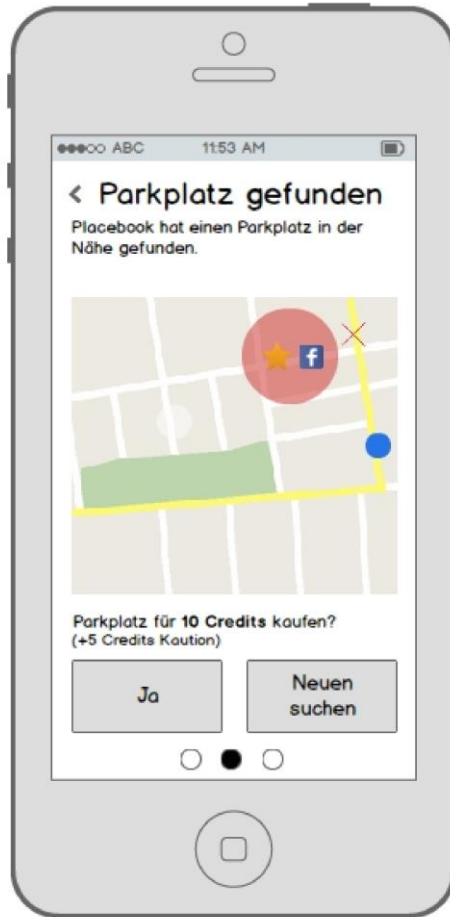 ABC 11:53 AM
< Parkplatz gefunden
Placebook hat einen Parkplatz in der
Nähe gefunden.
f
Parkplatz für 10 Credits kaufen?
(+5 Credits Kaution)
Ja
Neuen
suchen